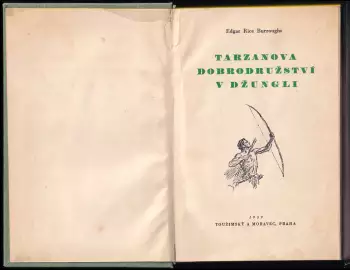 Edgar Rice Burroughs
TARZANOVA
DOBRODRUŽSTVÍ
V DŽUNGLI
TOUŽIMSKÝ A MORAVEC, PRAHA